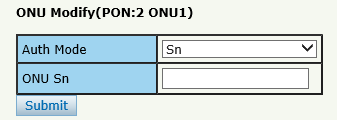 ONU Modify(PON:2 ONU1)
Auth Mode Sn
ONU Sn
Submit